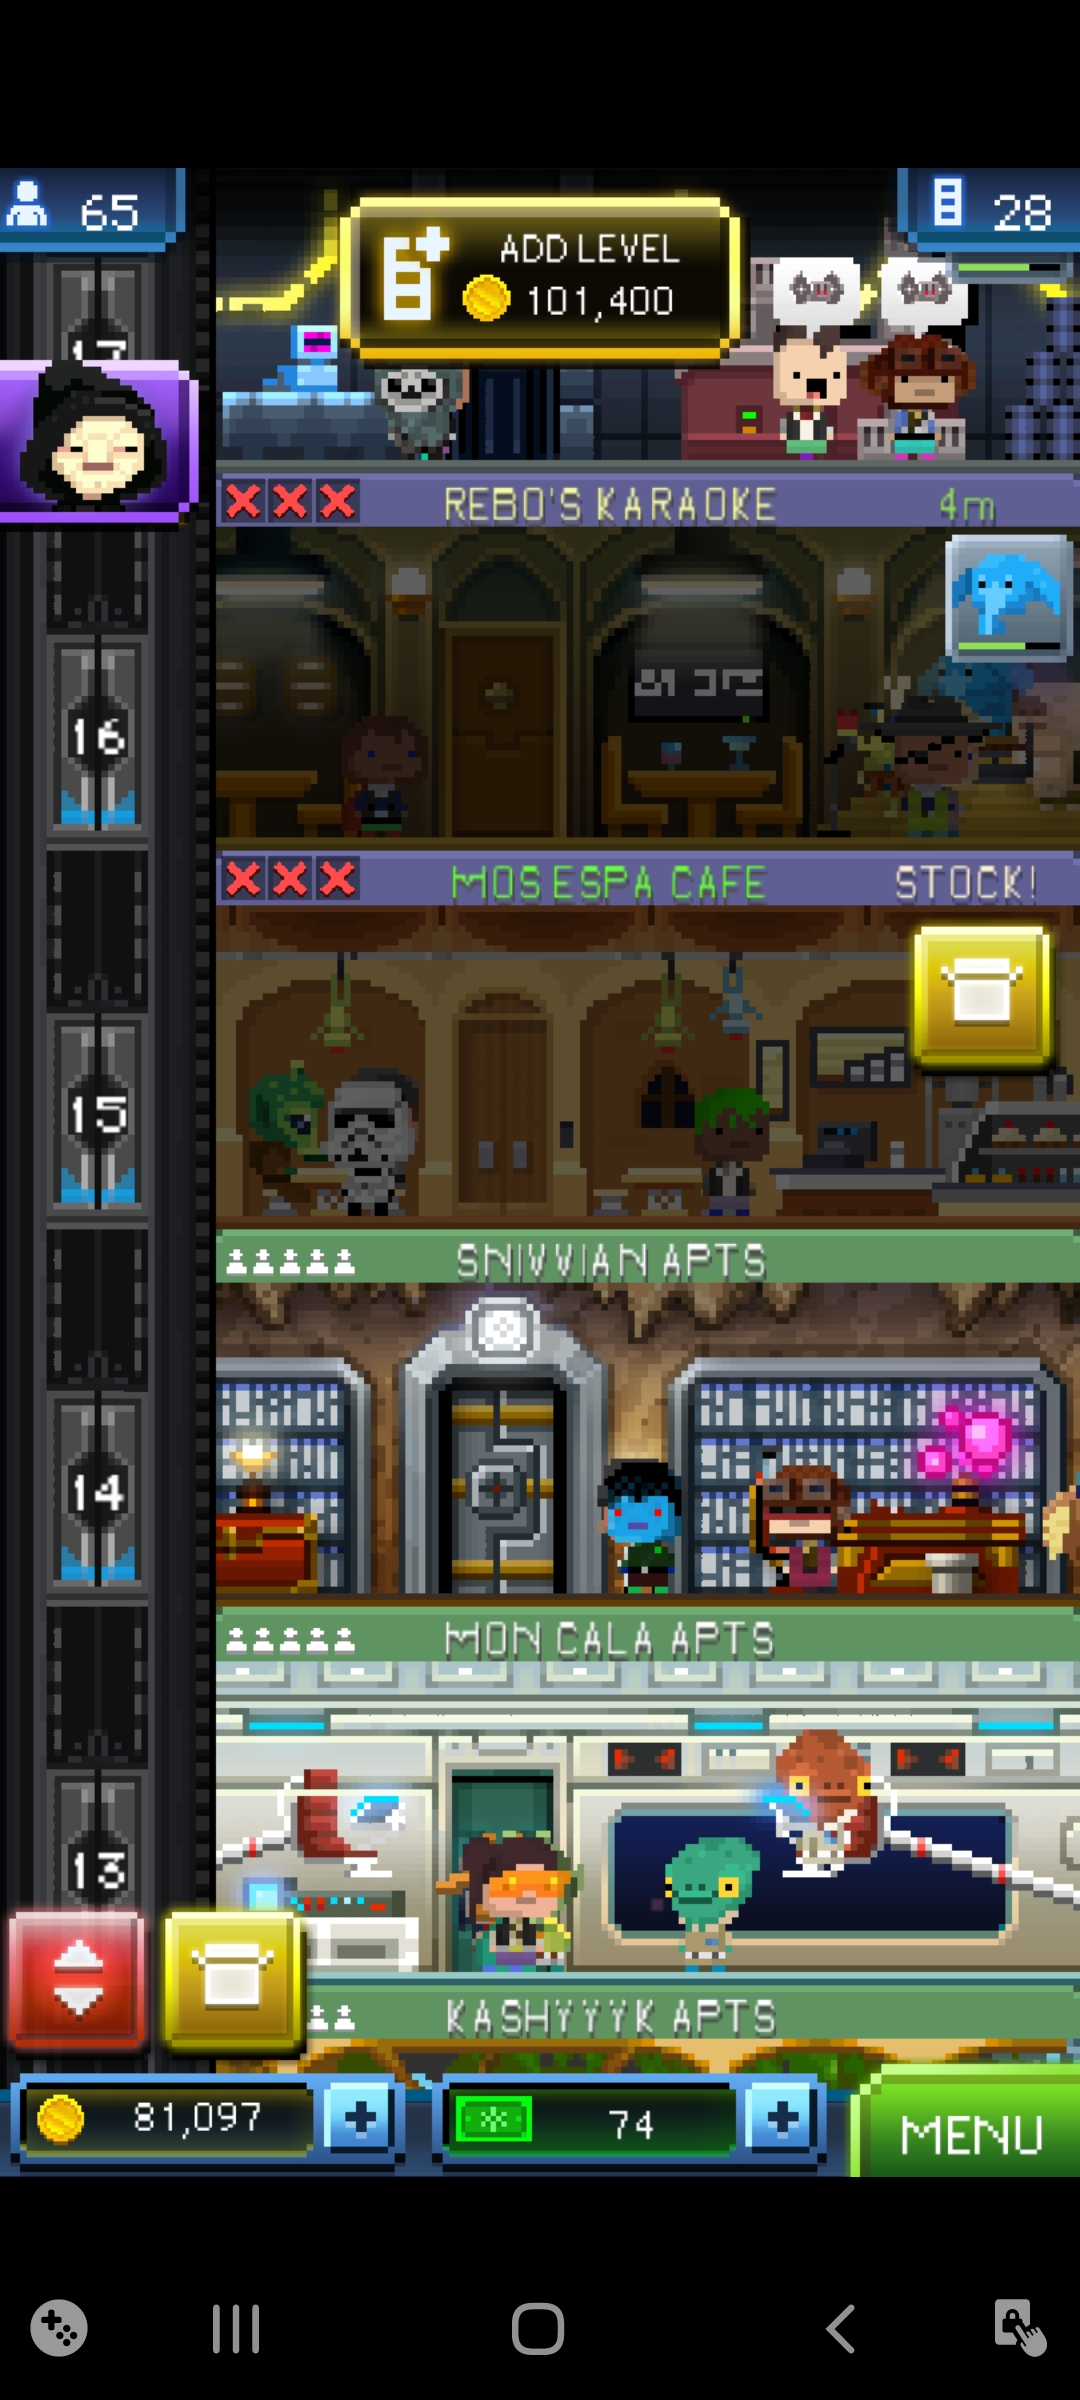 65
ADD LEVEL
101,400
28
17
REBO'S KARAOKE 4m
16
MOS ESPA CAFE STOCK!
15
SNIVVIAN APTS
14
MON CALA APTS
13
KASHYYYK APTS
81,097
74
MENU